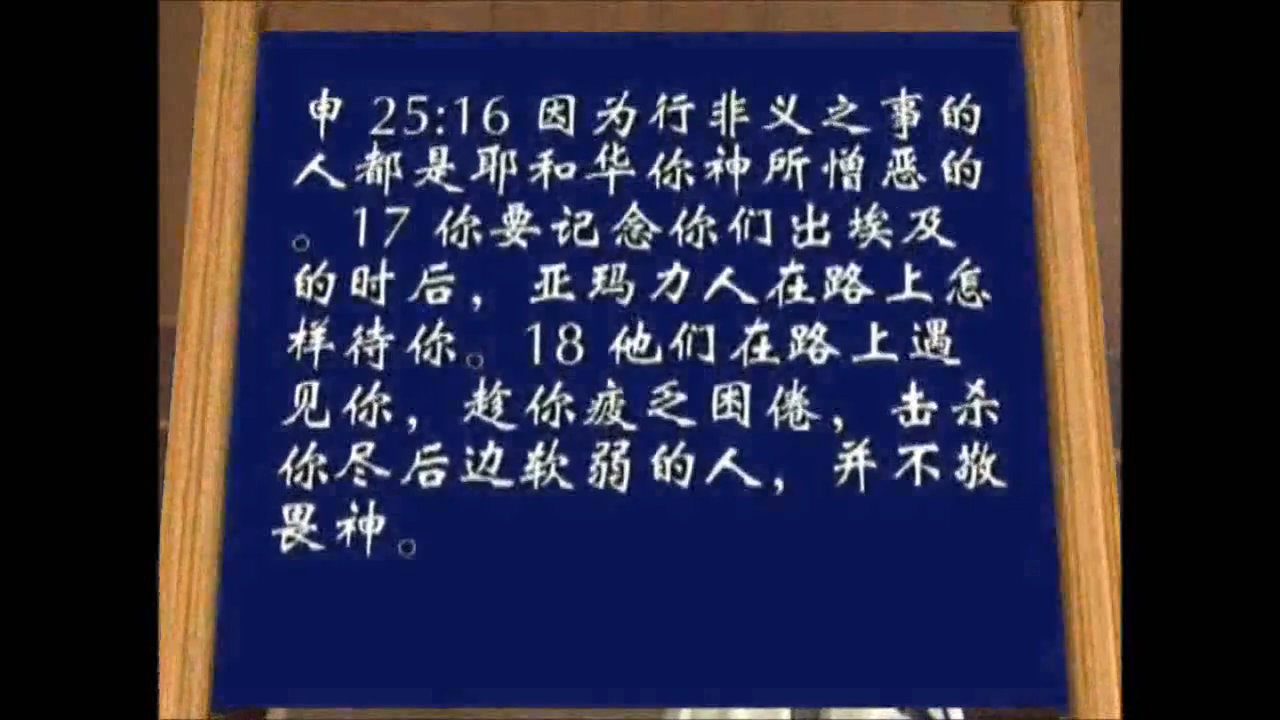 申 25:16 因为行非义之事的
人都是耶和华你神所憎恶的
。17 你要记念你们出埃及
的时后，亚玛力人在路上怎
样待你。18 他们在路上遇
见你，趁你疲乏困倦，击杀
你尽后边软弱的人，并不敬
畏神。